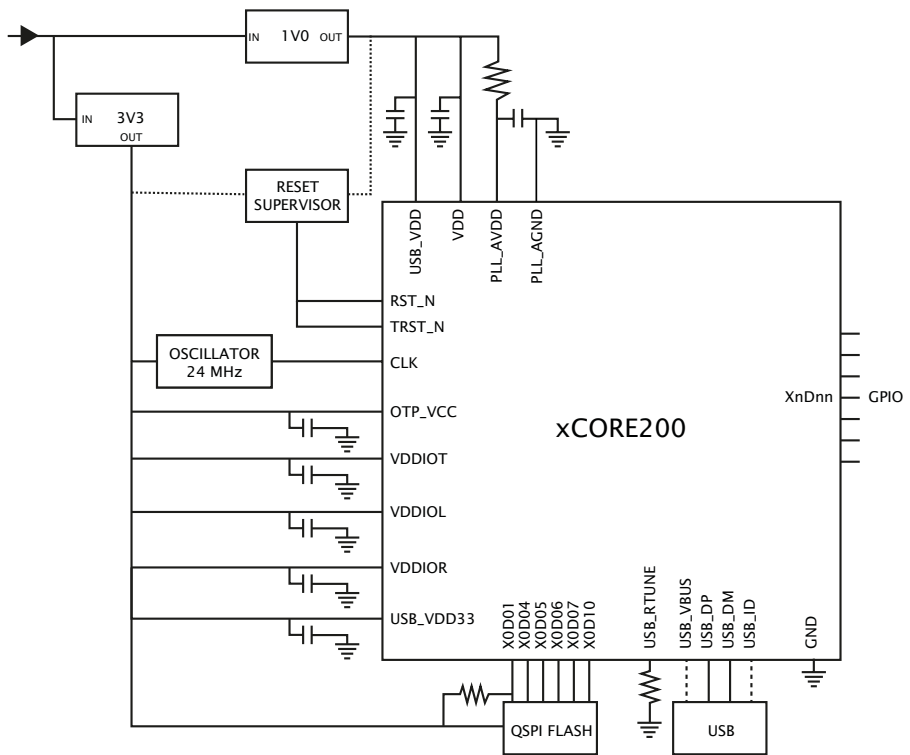 IN 1V0 OUT
IN 3V3
OUT
RESET
SUPERVISOR
USB_VDD
VDD
PLL_AVDD
PLL_AGND
RST_N
TRST_N
OSCILLATOR
24 MHz
CLK
OTP_VCC
VDDIOT
VDDIOL
VDDIOR
USB_VDD33
xCORE200
XnDnn
GPIO
X0D01
X0D04
X0D05
X0D06
X0D07
X0D10
USB_RTUNE
USB_VBUS
USB_DP
USB_DM
USB_ID
GND
QSPI FLASH
USB